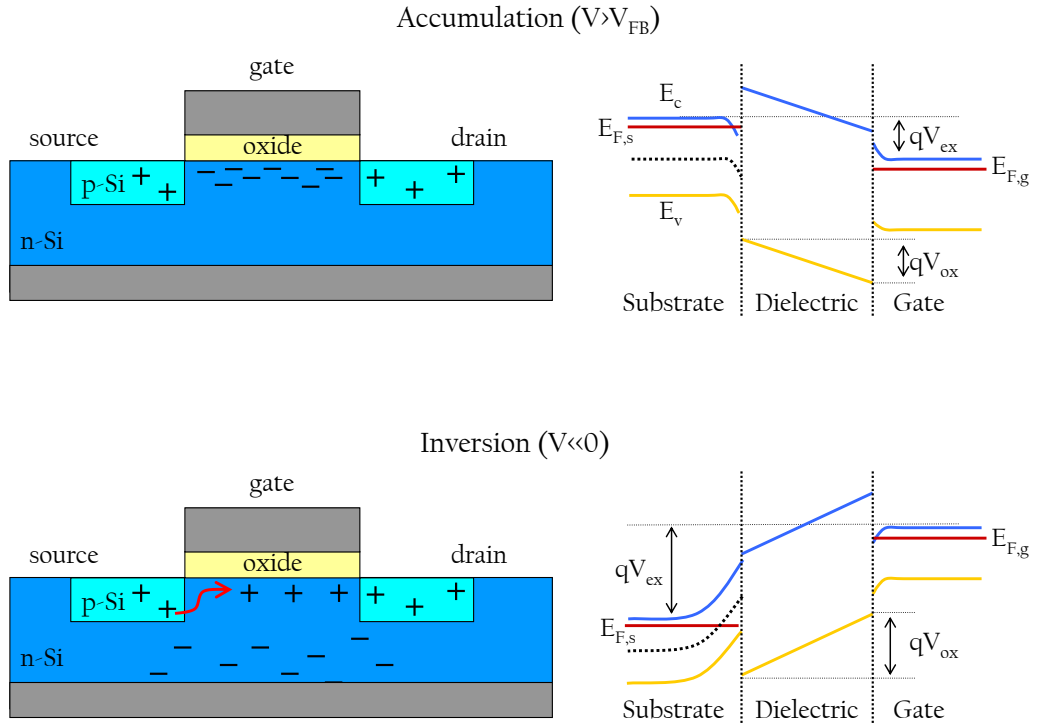 Accumulation (V>V_FB)
gate
source
oxide
drain
p-Si + +
− − − − − − − −
+ + +
n-Si
E_c
E_F,s
E_v
qV_ex
E_F,g
qV_ox
Substrate
Dielectric
Gate
Inversion (V<<0)
gate
source
oxide
drain
p-Si + +
+ + +
+ + +
n-Si
− − − − − − − −
qV_ex
E_F,s
E_F,g
qV_ox
Substrate
Dielectric
Gate